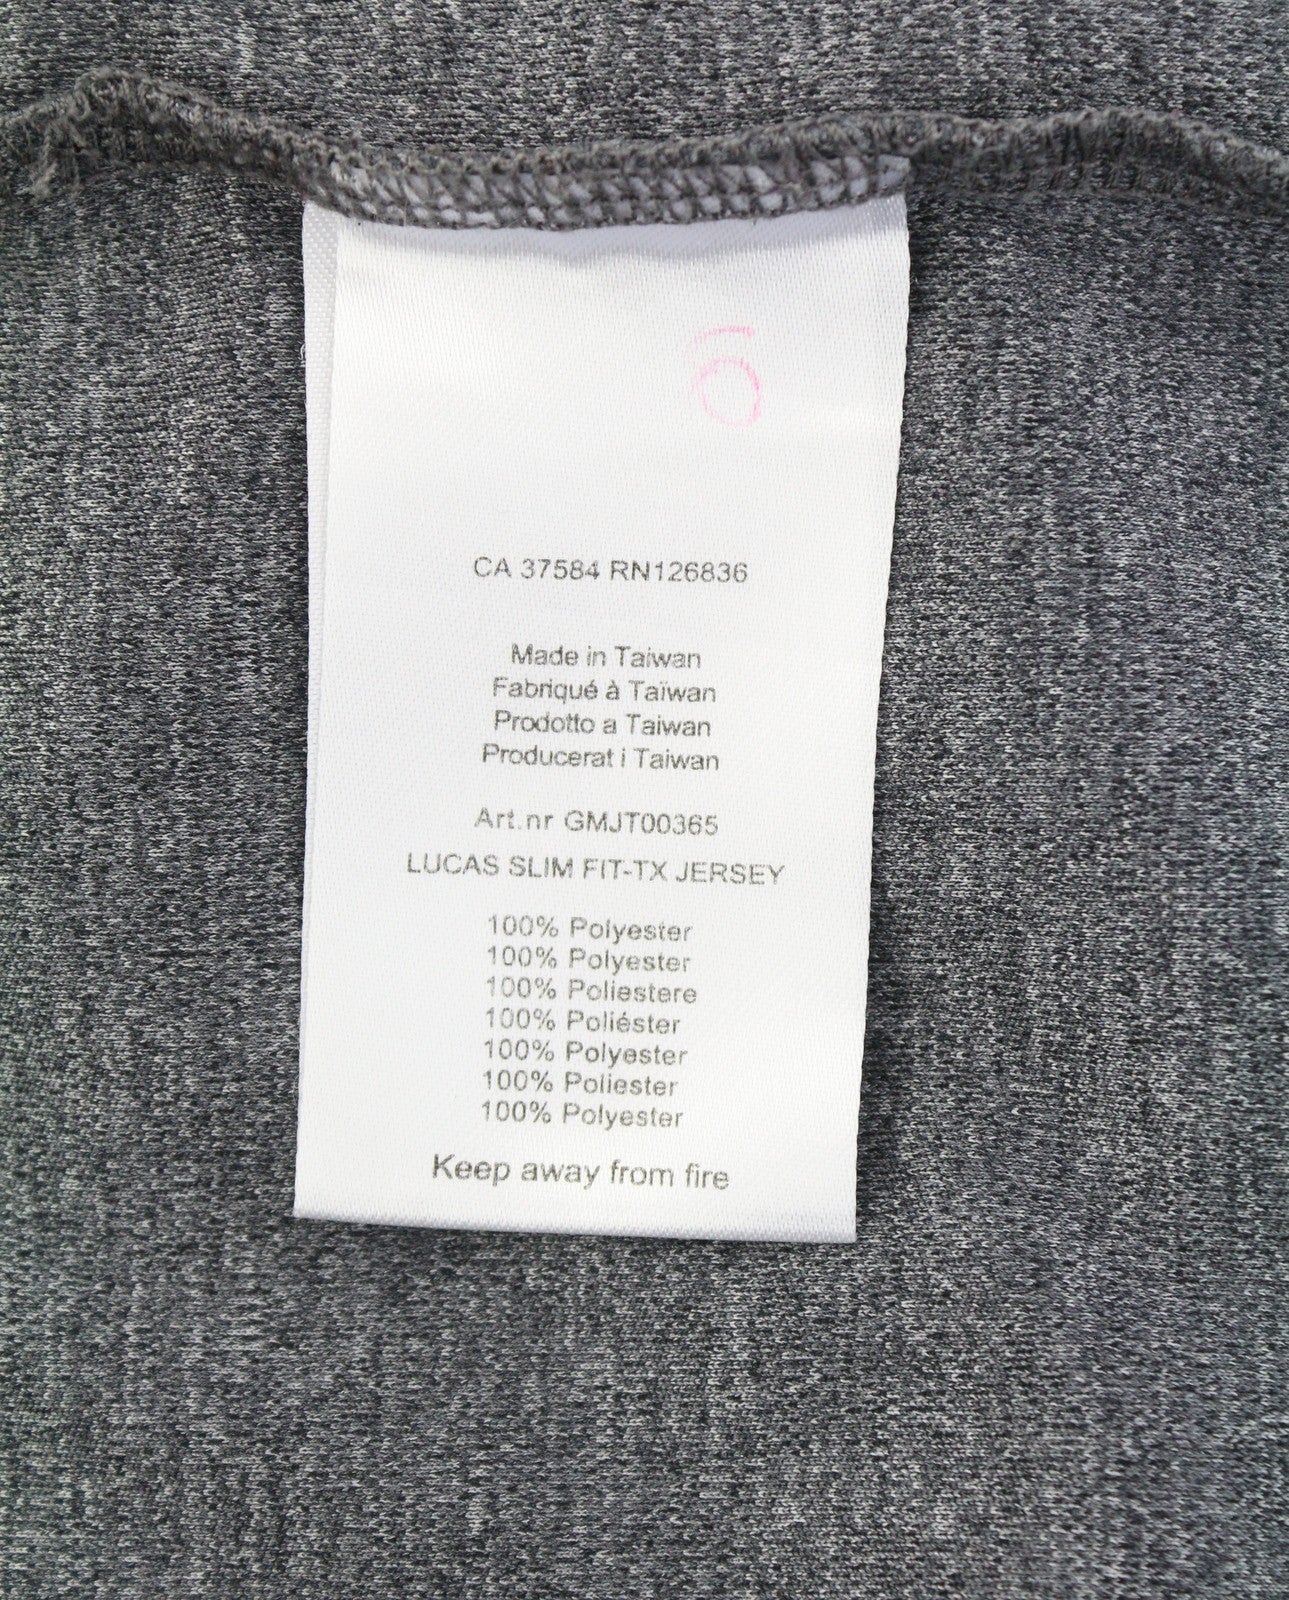 6
CA 37584 RN126836
Made in Taiwan
Fabriqué à Taïwan
Prodotto a Taiwan
Producerat i Taiwan
Art.nr GMJT00365
LUCAS SLIM FIT-TX JERSEY
100% Polyester
100% Polyester
100% Poliestere
100% Poliéster
100% Polyester
100% Poliester
100% Polyester
Keep away from fire